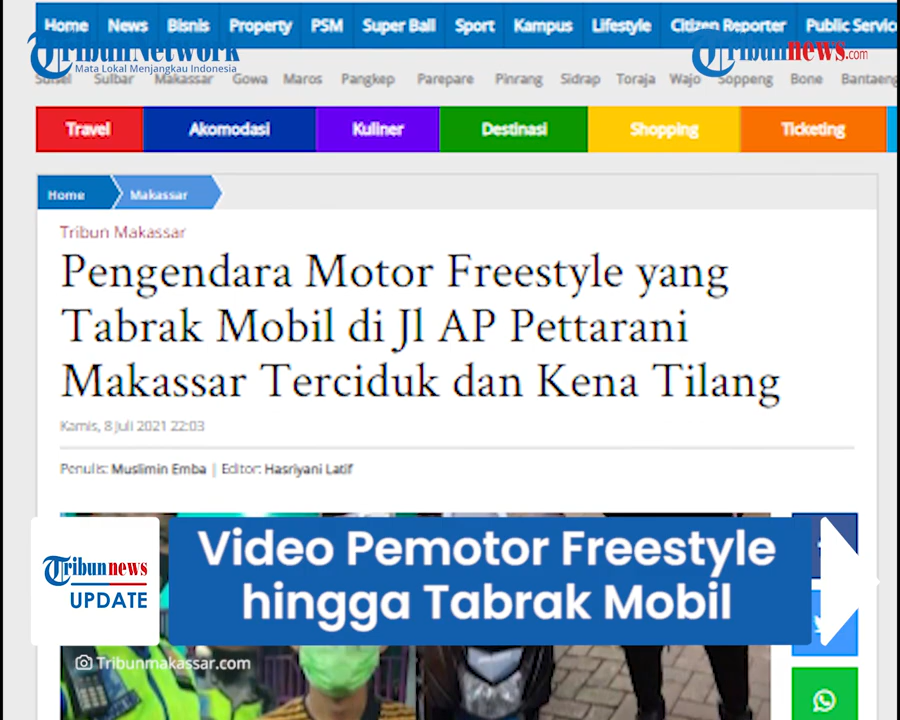 Home News Bisnis Property PSM Super Ball Sport Kampus Lifestyle Citizen Reporter Public Servic
TribunNetwork
Mata Lokal Menjangkau Indonesia
Tribunnews.com
Sulsel Sulbar Makassar Gowa Maros Pangkep Parepare Pinrang Sidrap Toraja Wajo Soppeng Bone Bantaeng
Travel Akomodasi Kuliner Destinasi Shopping Ticketing
Home Makassar
Tribun Makassar
Pengendara Motor Freestyle yang
Tabrak Mobil di Jl AP Pettarani
Makassar Terciduk dan Kena Tilang
Kamis, 8 Juli 2021 22:03
Penulis: Muslimin Emba | Editor: Hasriyani Latif
Tribunnews
UPDATE
Video Pemotor Freestyle
hingga Tabrak Mobil
Tribunmakassar.com